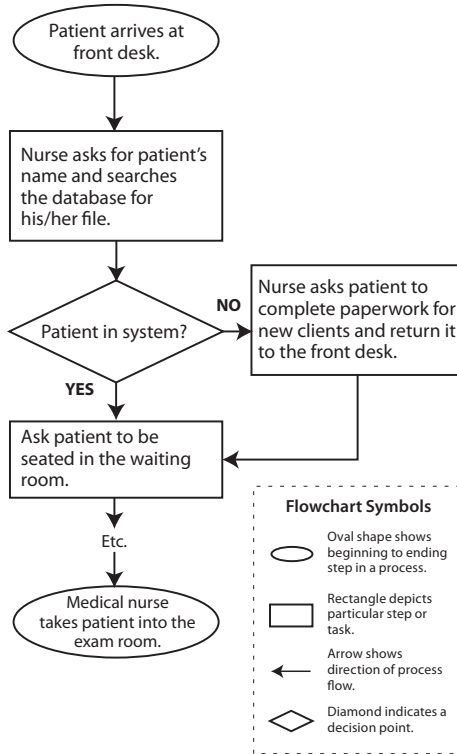 Patient arrives at
front desk.
Nurse asks for patient's
name and searches
the database for
his/her file.
Patient in system?
NO
Nurse asks patient to
complete paperwork for
new clients and return it
to the front desk.
YES
Ask patient to be
seated in the waiting
room.
Etc.
Medical nurse
takes patient into the
exam room.
Flowchart Symbols
Oval shape shows
beginning to ending
step in a process.
Rectangle depicts
particular step or
task.
Arrow shows
direction of process
flow.
Diamond indicates a
decision point.